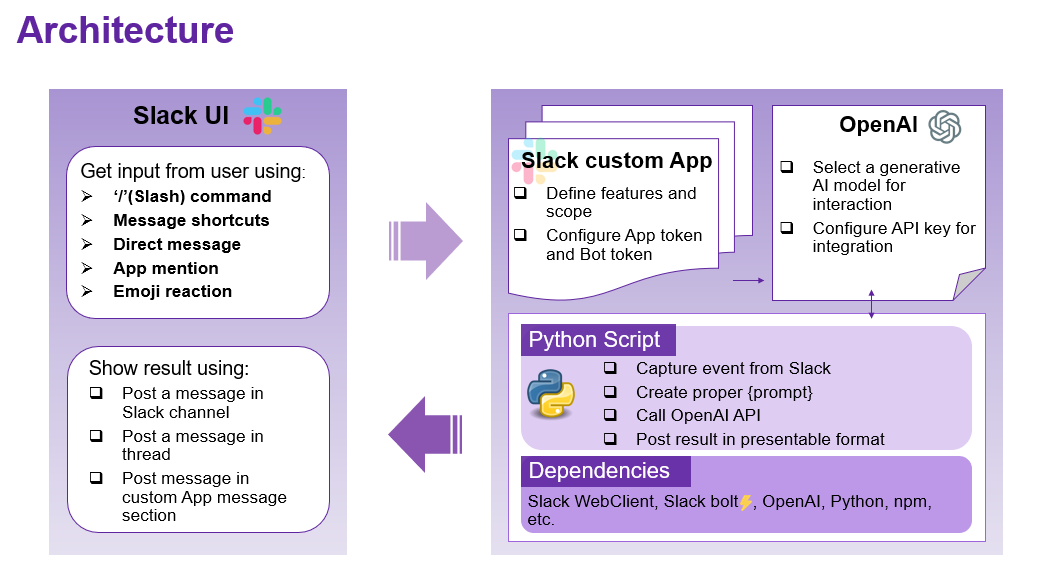 Architecture
Slack UI
Get input from user using:
‘/’(Slash) command
Message shortcuts
Direct message
App mention
Emoji reaction
Show result using:
Post a message in
Slack channel
Post a message in
thread
Post message in
custom App message
section
Slack custom App
Define features and
scope
Configure App token
and Bot token
OpenAI
Select a generative
AI model for
interaction
Configure API key for
integration
Python Script
Capture event from Slack
Create proper {prompt}
Call OpenAI API
Post result in presentable format
Dependencies
Slack WebClient, Slack bolt⚡, OpenAI, Python, npm,
etc.